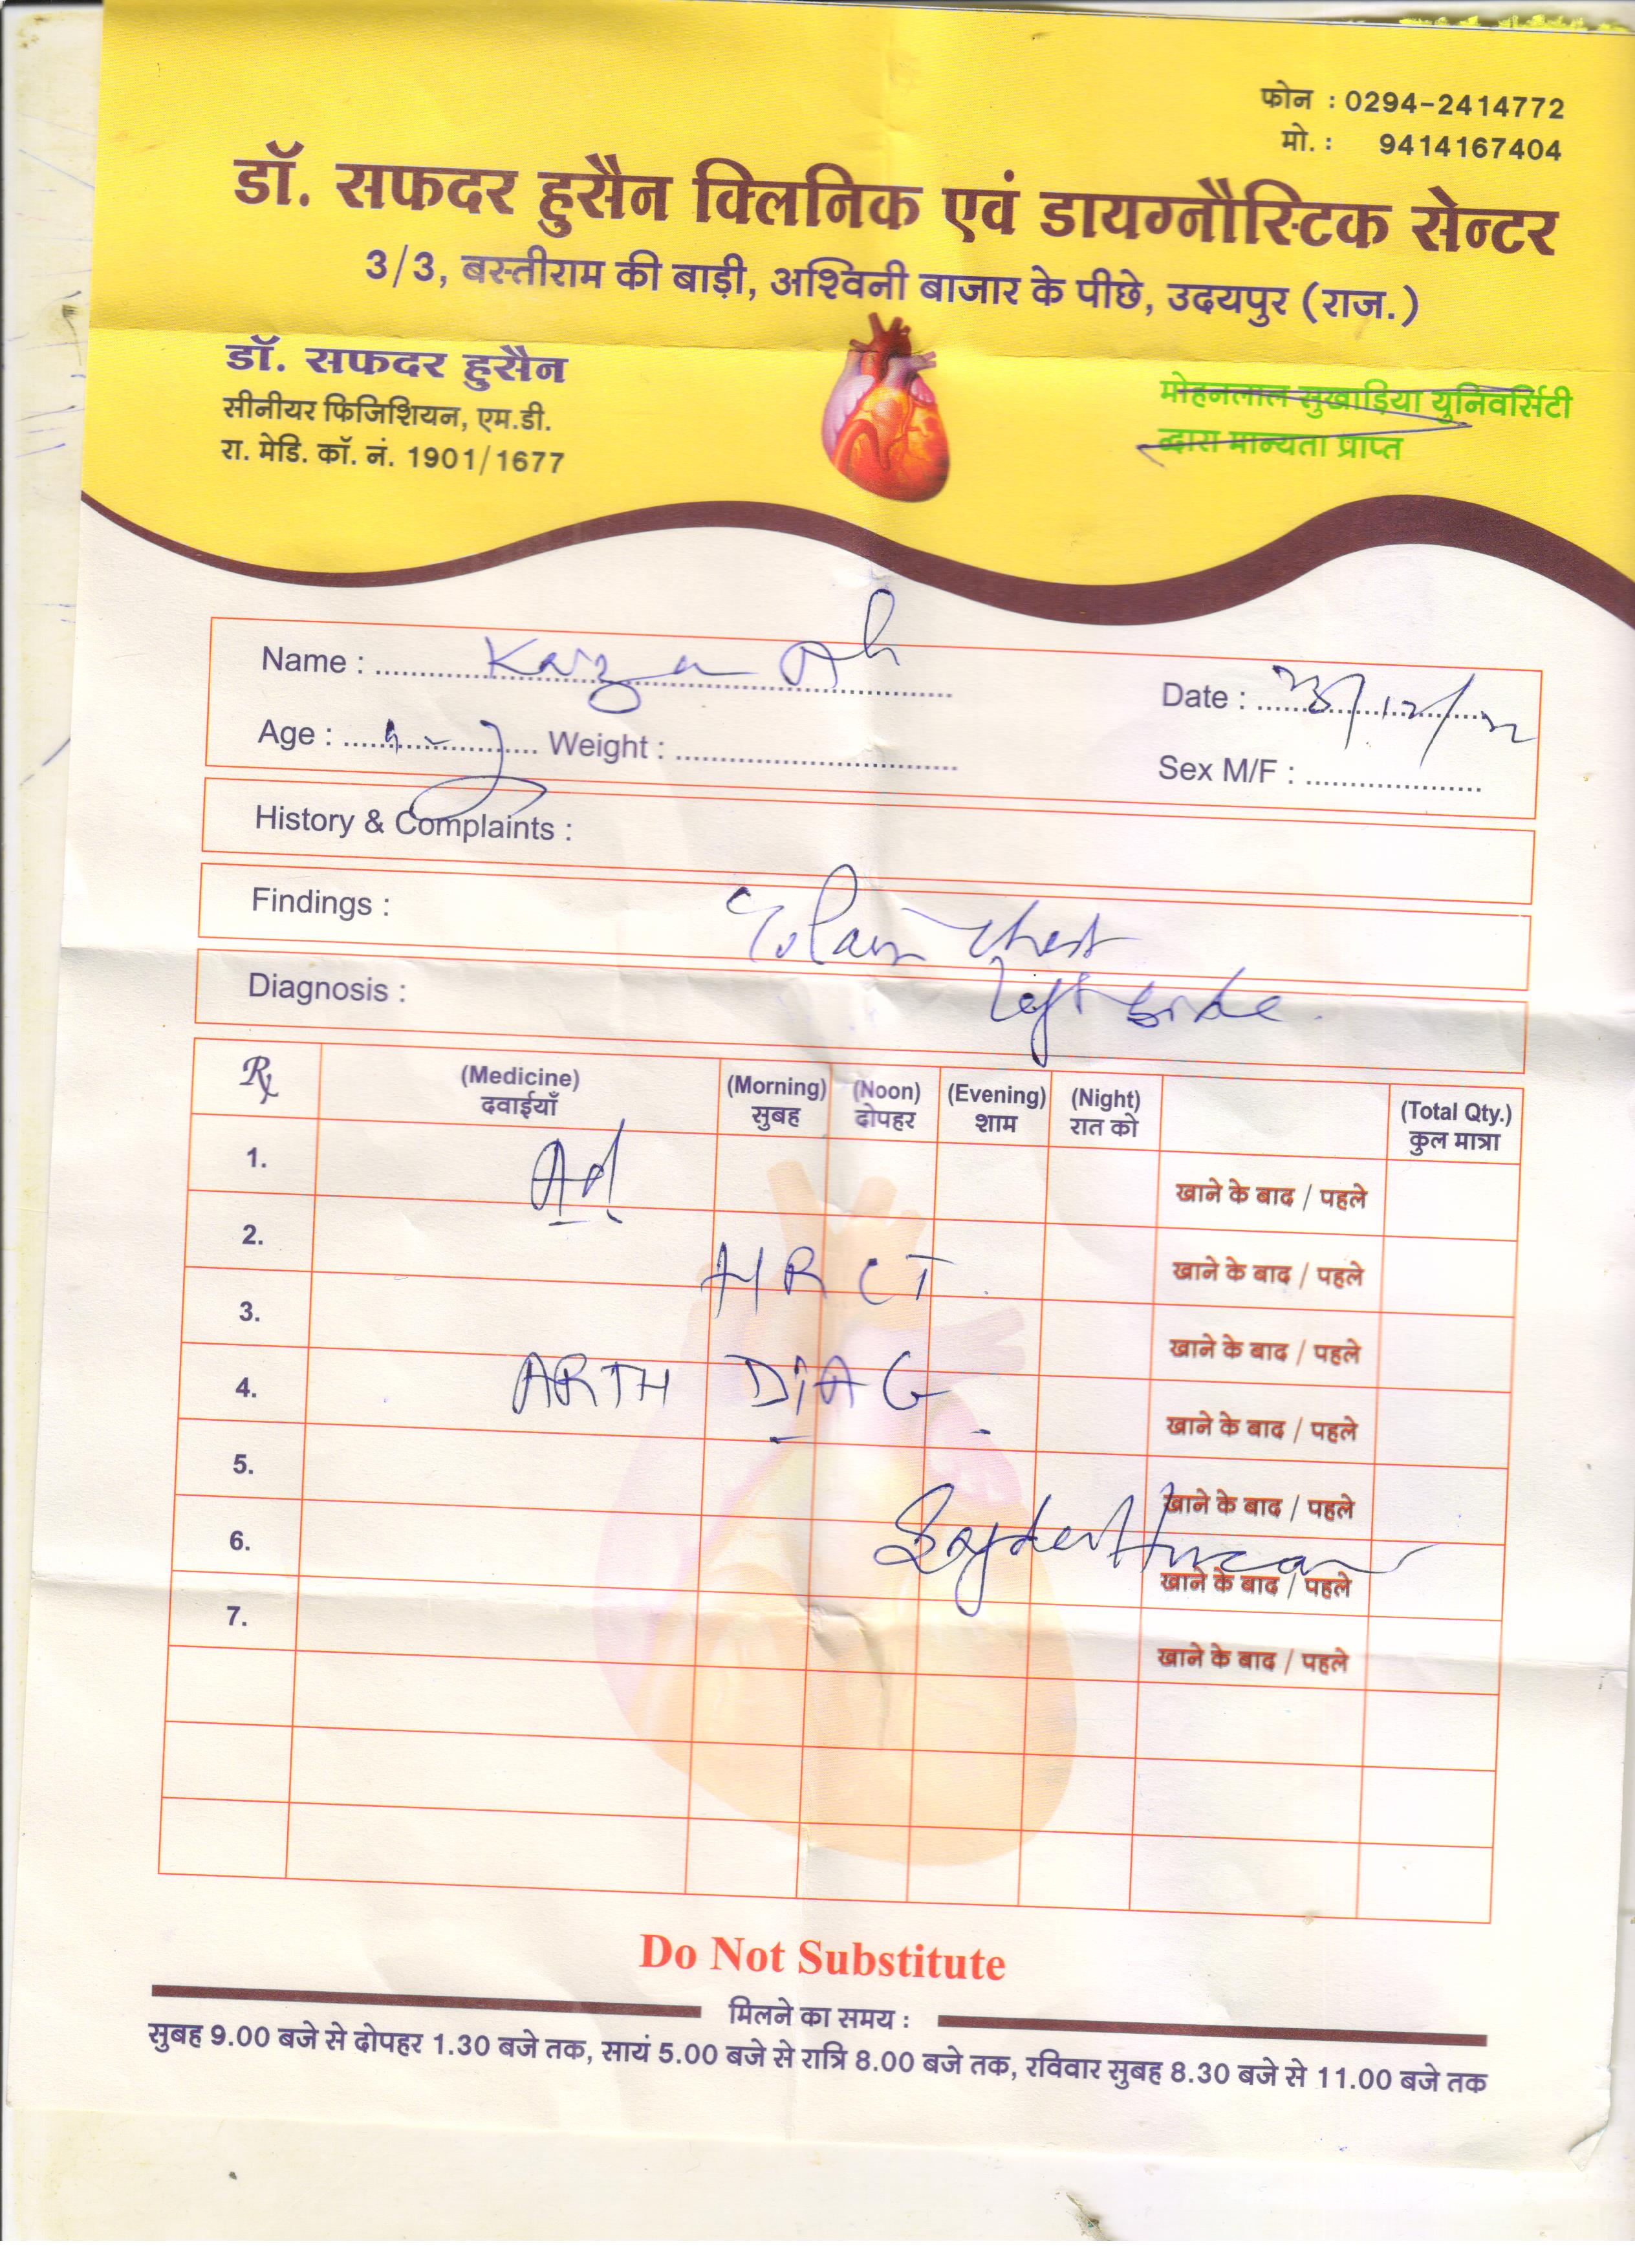 फोन : 0294-2414772
मो. : 9414167404
डॉ. सफदर हुसैन क्लिनिक एवं डायग्नौस्टिक सेन्टर
3/3, बस्तीराम की बाड़ी, अश्विनी बाजार के पीछे, उदयपुर (राज.)
डॉ. सफदर हुसैन
सीनीयर फिजिशियन, एम.डी.
रा. मेडि. कॉ. नं. 1901/1677
मोहनलाल सुखाड़िया युनिवर्सिटी
द्वारा मान्यता प्राप्त
Name :
Date :
Age : Weight :
Sex M/F :
History & Complaints :
Findings :
Pain Chest
Left side
Diagnosis :
Rx (Medicine) (Morning) (Noon) (Evening) (Night) (Total Qty.)
दवाईयाँ सुबह दोपहर शाम रात को कुल मात्रा
1. Ad खाने के बाद / पहले
2. HRCT खाने के बाद / पहले
3. खाने के बाद / पहले
4. ARTH DIAG खाने के बाद / पहले
5. खाने के बाद / पहले
6. खाने के बाद / पहले
7. खाने के बाद / पहले
Do Not Substitute
मिलने का समय :
सुबह 9.00 बजे से दोपहर 1.30 बजे तक, सायं 5.00 बजे से रात्रि 8.00 बजे तक, रविवार सुबह 8.30 बजे से 11.00 बजे तक